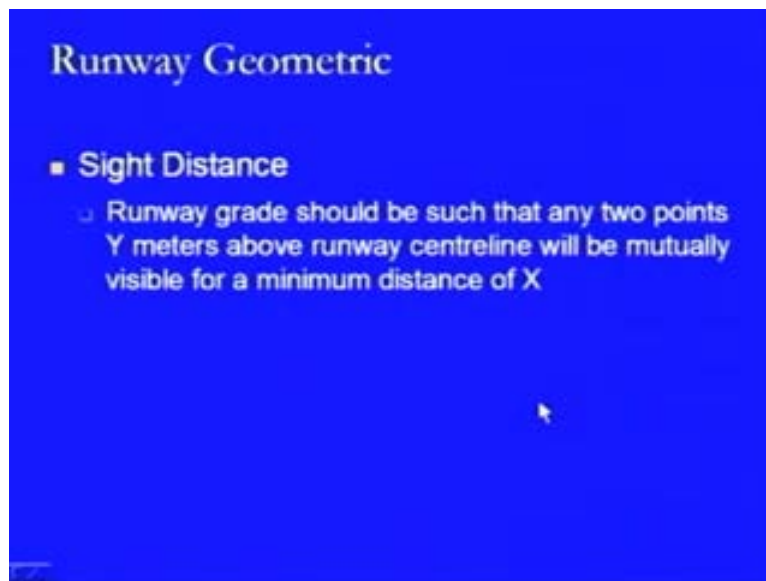 Runway Geometric
Sight Distance
Runway grade should be such that any two points
Y meters above runway centreline will be mutually
visible for a minimum distance of X